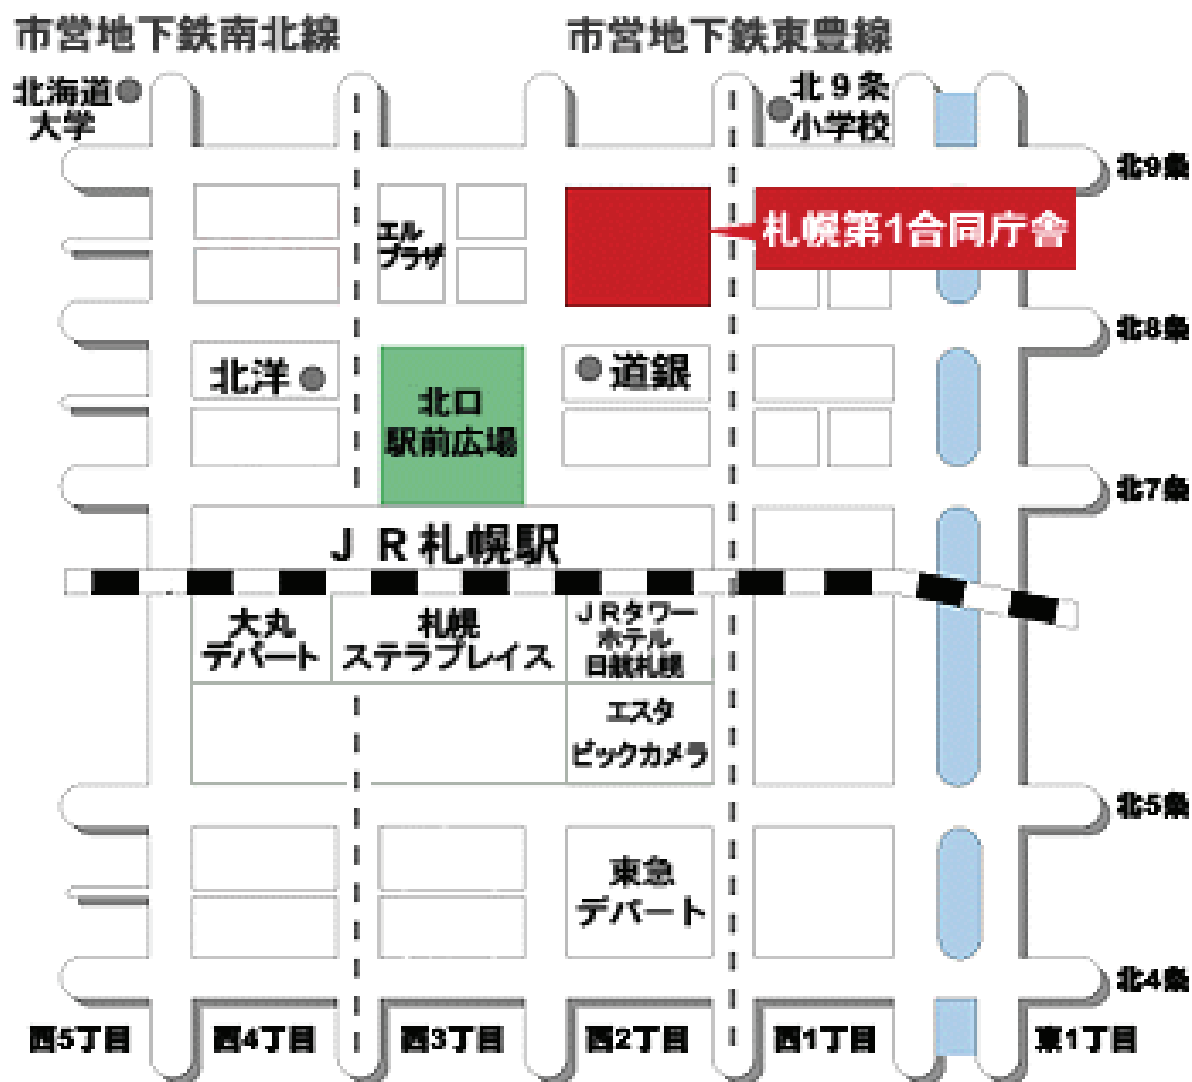 市営地下鉄南北線
市営地下鉄東豊線
北海道
大学
北9条
小学校
北9条
エル
プラザ
札幌第1合同庁舎
北8条
北洋
道銀
北口
駅前広場
北7条
JR札幌駅
大丸
デパート
札幌
ステラプレイス
JRタワー
ホテル
日航札幌
エスタ
ビックカメラ
北5条
東急
デパート
北4条
西5丁目
西4丁目
西3丁目
西2丁目
西1丁目
東1丁目